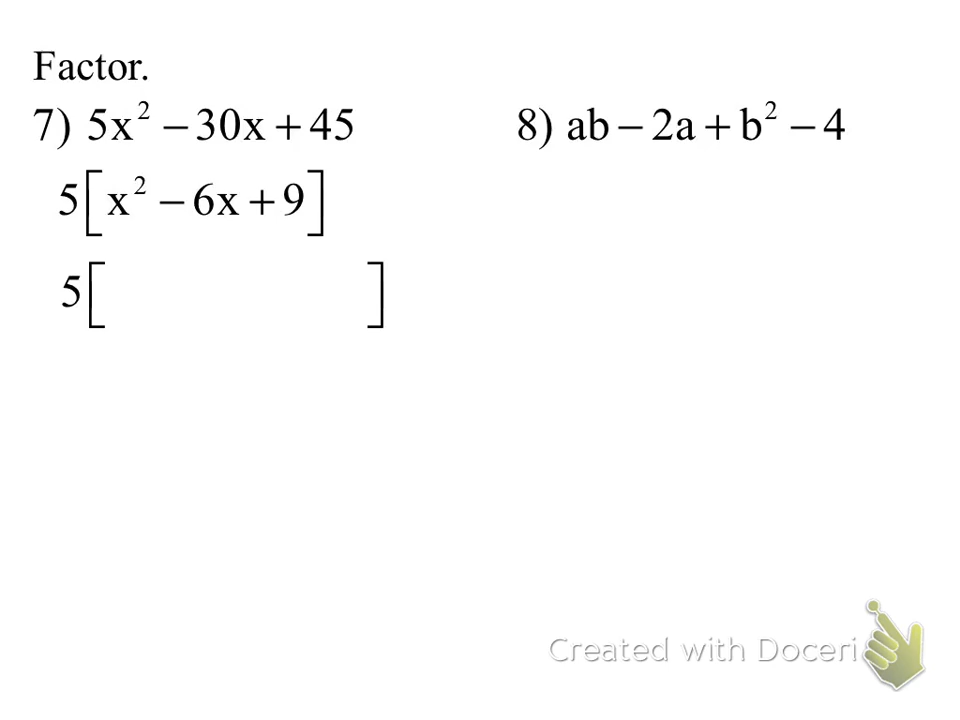 Factor.
7) 5x² − 30x + 45
5[x² − 6x + 9]
5[ ]
8) ab − 2a + b² − 4
Created with Doceri